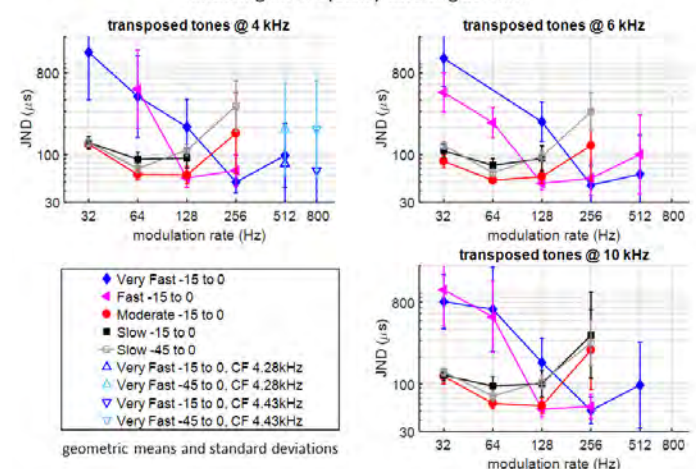 transposed tones @ 4 kHz
800
100
30
JND (μs)
32 64 128 256 512 800
modulation rate (Hz)
transposed tones @ 6 kHz
800
100
30
JND (μs)
32 64 128 256 512 800
modulation rate (Hz)
transposed tones @ 10 kHz
800
100
30
JND (μs)
32 64 128 256 512 800
modulation rate (Hz)
Very Fast -15 to 0
Fast -15 to 0
Moderate -15 to 0
Slow -15 to 0
Slow -45 to 0
Very Fast -15 to 0, CF 4.28kHz
Very Fast -45 to 0, CF 4.28kHz
Very Fast -15 to 0, CF 4.43kHz
Very Fast -45 to 0, CF 4.43kHz
geometric means and standard deviations